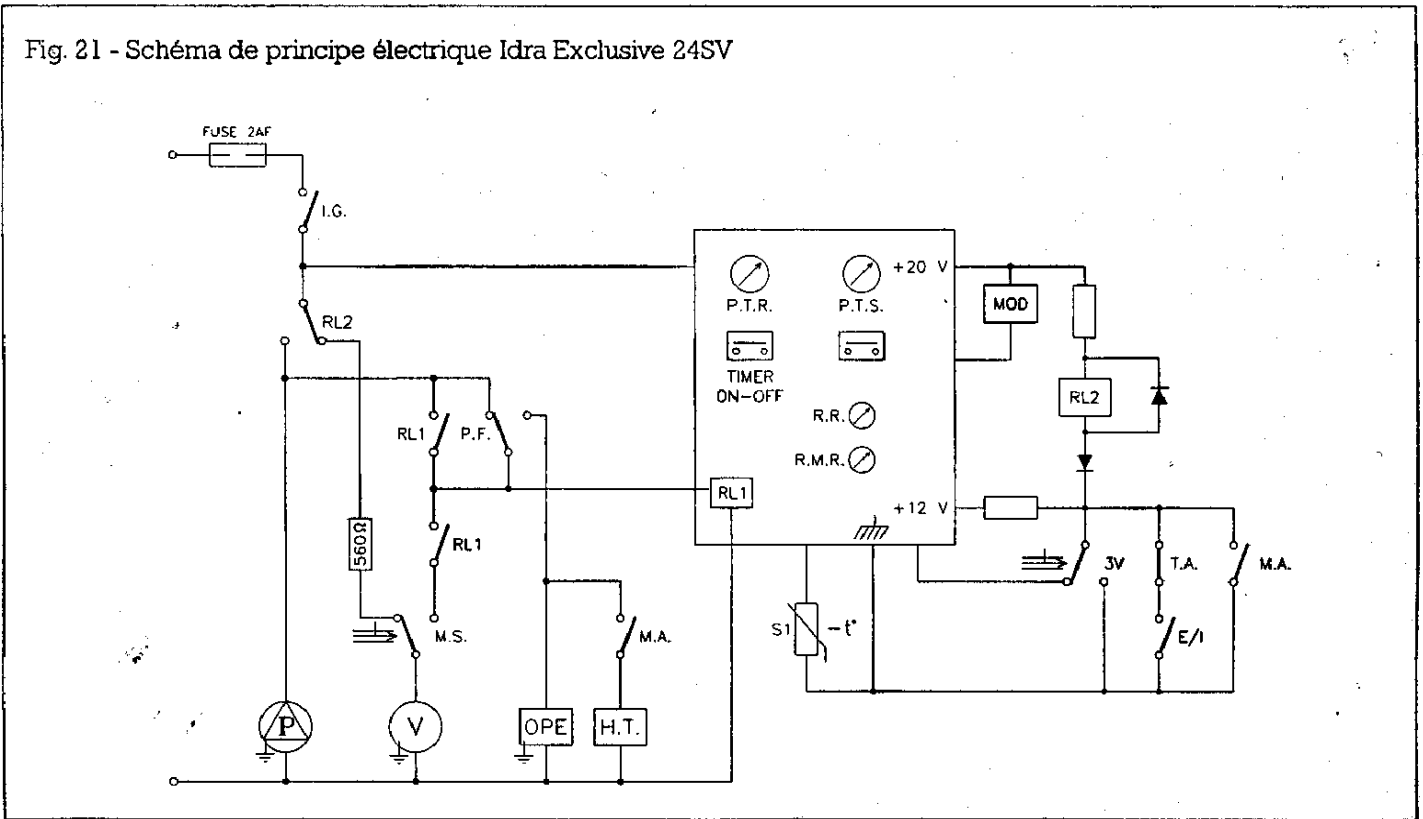 Fig. 21 - Schéma de principe électrique Idra Exclusive 24SV
FUSE 2AF
I.G.
RL2
RL1
P.F.
RL1
560Ω
M.S.
M.A.
P
V
OPE
H.T.
P.T.R.
P.T.S.
+20 V
TIMER
ON-OFF
R.R.
R.M.R.
RL1
+12 V
MOD
RL2
S1
-t°
3V
T.A.
M.A.
E/I